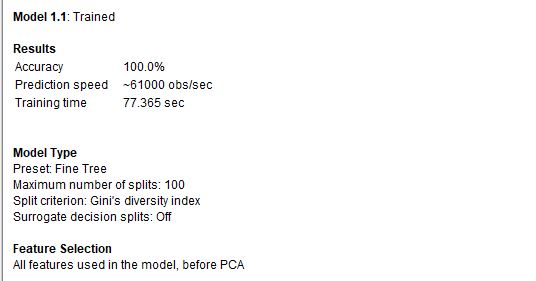 Model 1.1: Trained
Results
Accuracy 100.0%
Prediction speed ~61000 obs/sec
Training time 77.365 sec
Model Type
Preset: Fine Tree
Maximum number of splits: 100
Split criterion: Gini's diversity index
Surrogate decision splits: Off
Feature Selection
All features used in the model, before PCA